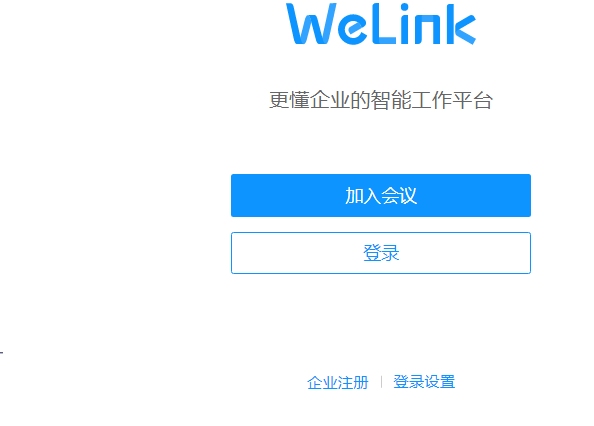 WeLink
更懂企业的智能工作平台
加入会议
登录
企业注册 | 登录设置